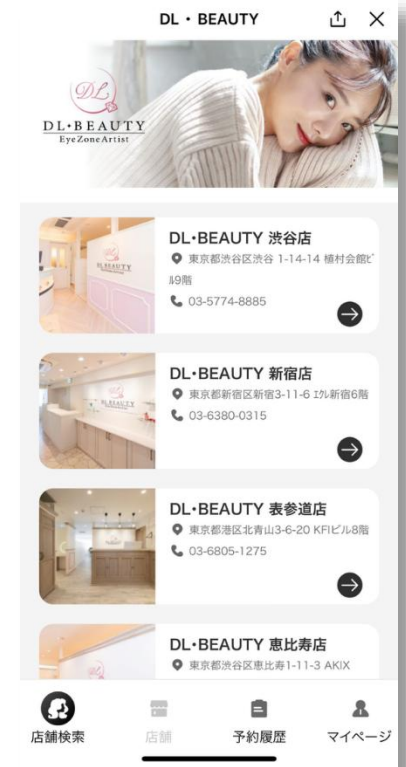 DL・BEAUTY
DL
DL・BEAUTY
EyeZoneArtist
DL・BEAUTY 渋谷店
東京都渋谷区渋谷 1-14-14 植村会館ビ
ル9階
03-5774-8885
DL・BEAUTY 新宿店
東京都新宿区新宿3-11-6 エクレ新宿6階
03-6380-0315
DL・BEAUTY 表参道店
東京都港区北青山3-6-20 KFIビル8階
03-6805-1275
DL・BEAUTY 恵比寿店
東京都渋谷区恵比寿1-11-3 AKIX
店舗検索
店舗
予約履歴
マイページ